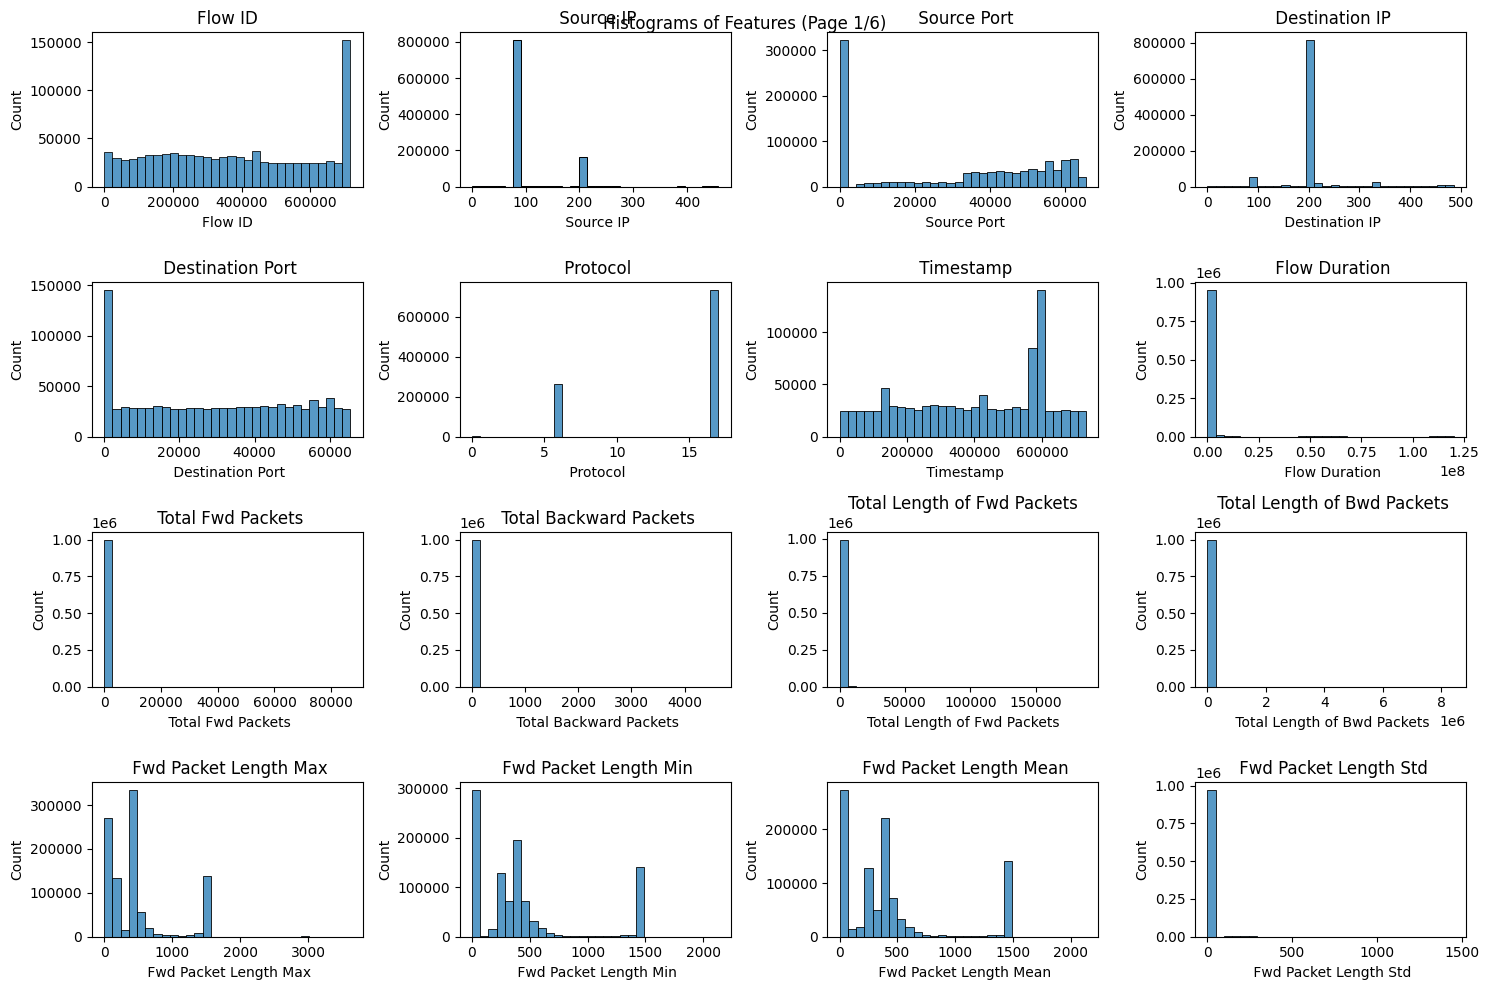 Histograms of Features (Page 1/6)
Flow ID
Count
150000
100000
50000
0
0 200000 400000 600000
Flow ID
Source IP
Count
800000
600000
400000
200000
0
0 100 200 300 400
Source IP
Source Port
Count
300000
200000
100000
0
0 20000 40000 60000
Source Port
Destination IP
Count
800000
600000
400000
200000
0
0 100 200 300 400 500
Destination IP
Destination Port
Count
150000
100000
50000
0
0 20000 40000 60000
Destination Port
Protocol
Count
600000
400000
200000
0
0 5 10 15
Protocol
Timestamp
Count
100000
50000
0
0 200000 400000 600000
Timestamp
Flow Duration
1e6
Count
1.00
0.75
0.50
0.25
0.00
0.00 0.25 0.50 0.75 1.00 1.25
1e8
Flow Duration
Total Fwd Packets
1e6
Count
1.00
0.75
0.50
0.25
0.00
0 20000 40000 60000 80000
Total Fwd Packets
Total Backward Packets
1e6
Count
1.00
0.75
0.50
0.25
0.00
0 1000 2000 3000 4000
Total Backward Packets
Total Length of Fwd Packets
1e6
Count
1.00
0.75
0.50
0.25
0.00
0 50000 100000 150000
Total Length of Fwd Packets
Total Length of Bwd Packets
1e6
Count
1.00
0.75
0.50
0.25
0.00
0 2 4 6 8
1e6
Total Length of Bwd Packets
Fwd Packet Length Max
Count
300000
200000
100000
0
0 1000 2000 3000
Fwd Packet Length Max
Fwd Packet Length Min
Count
300000
200000
100000
0
0 500 1000 1500 2000
Fwd Packet Length Min
Fwd Packet Length Mean
Count
200000
100000
0
0 500 1000 1500 2000
Fwd Packet Length Mean
Fwd Packet Length Std
1e6
Count
1.00
0.75
0.50
0.25
0.00
0 500 1000 1500
Fwd Packet Length Std